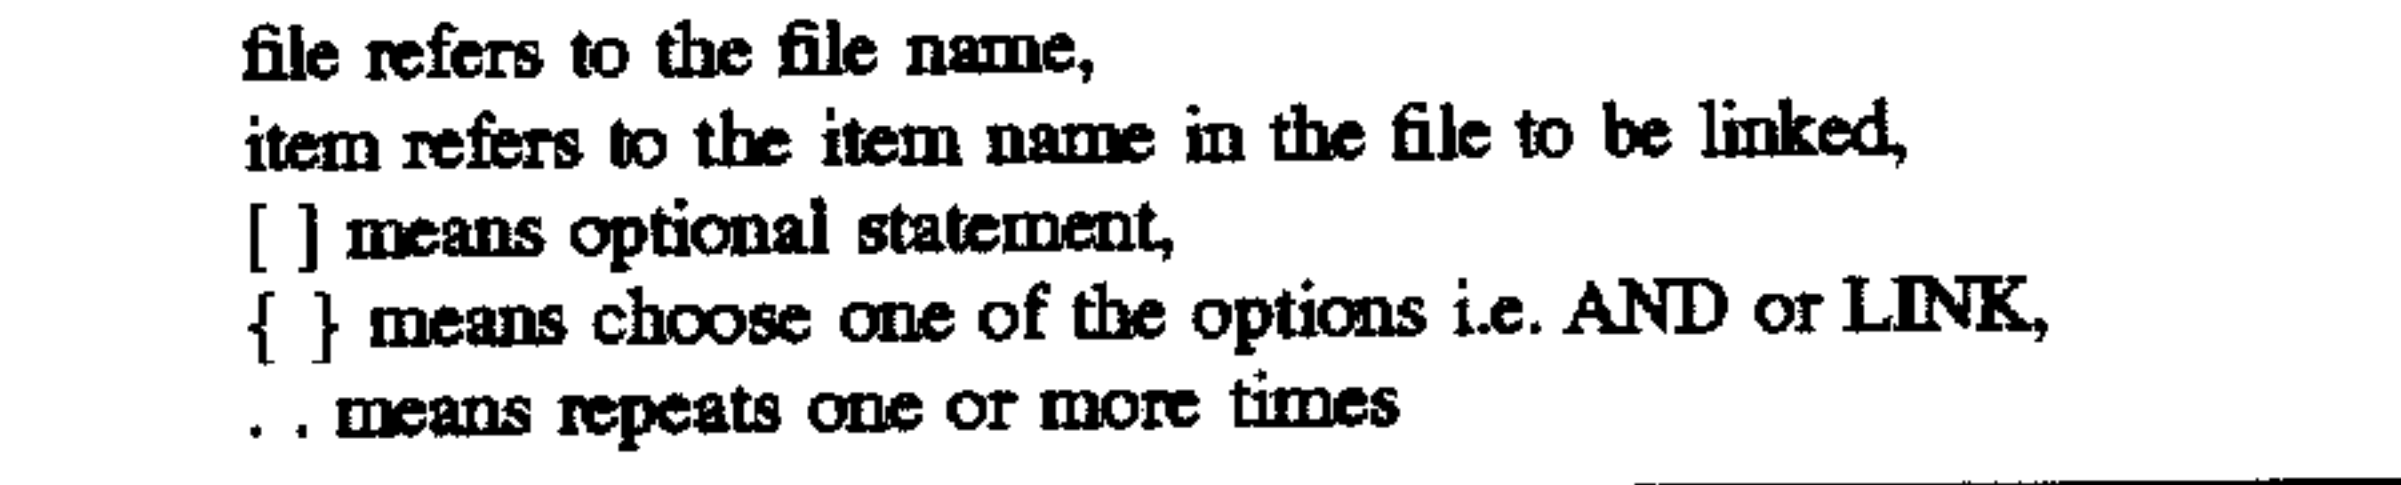 file refers to the file name,
item refers to the item name in the file to be linked,
[ ] means optional statement,
{ } means choose one of the options i.e. AND or LINK,
. . means repeats one or more times